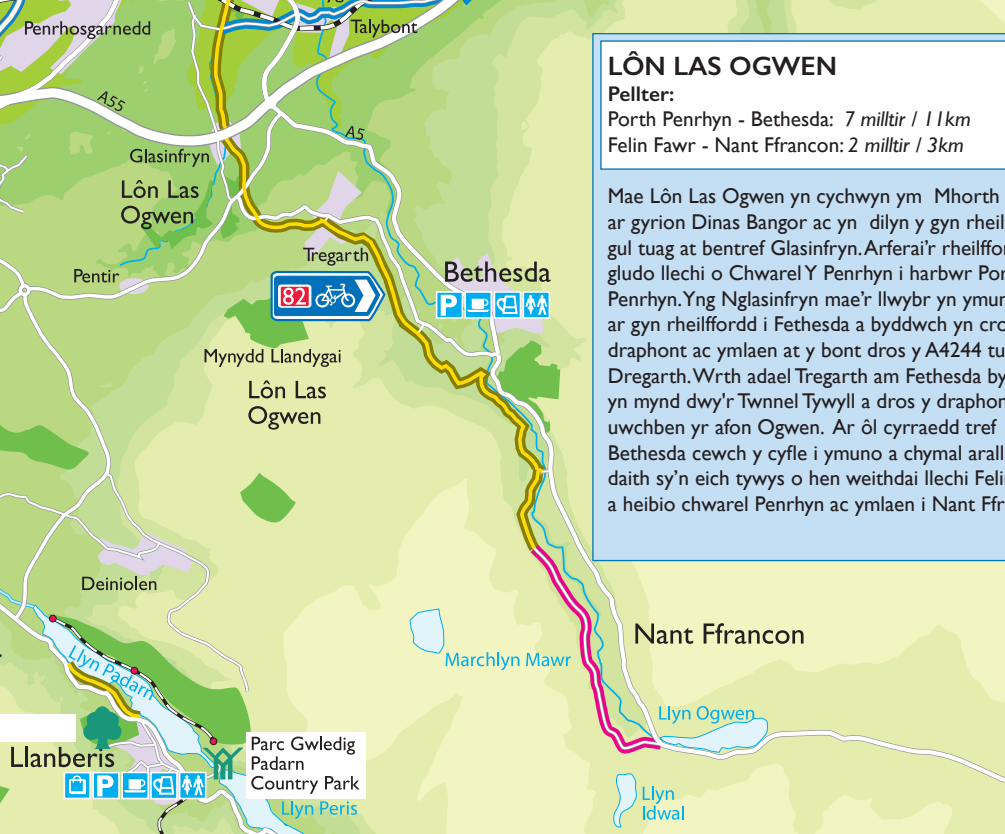 Penrhosgarnedd
Talybont
A55
A5
Glasinfryn
Lôn Las
Ogwen
Pentir
Tregarth
82
Bethesda
P
Mynydd Llandygai
Lôn Las
Ogwen
Deiniolen
Llyn Padarn
Marchlyn Mawr
Nant Ffrancon
Llyn Ogwen
Llyn
Idwal
Llanberis
P
Parc Gwledig
Padarn
Country Park
Llyn Peris
LÔN LAS OGWEN
Pellter:
Porth Penrhyn - Bethesda: 7 milltir / 11km
Felin Fawr - Nant Ffrancon: 2 milltir / 3km
Mae Lôn Las Ogwen yn cychwyn ym Mhorth
ar gyrion Dinas Bangor ac yn dilyn y gyn rheil
gul tuag at bentref Glasinfryn. Arferai'r rheilffor
gludo llechi o Chwarel Y Penrhyn i harbwr Por
Penrhyn. Yng Nglasinfryn mae'r llwybr yn ymun
ar gyn rheilffordd i Fethesda a byddwch yn cro
draphont ac ymlaen at y bont dros y A4244 tu
Dregarth. Wrth adael Tregarth am Fethesda by
yn mynd dwy'r Twnnel Tywyll a dros y draphon
uwchben yr afon Ogwen. Ar ôl cyrraedd tref
Bethesda cewch y cyfle i ymuno a chymal arall
daith sy'n eich tywys o hen weithdai llechi Feli
a heibio chwarel Penrhyn ac ymlaen i Nant Ffr